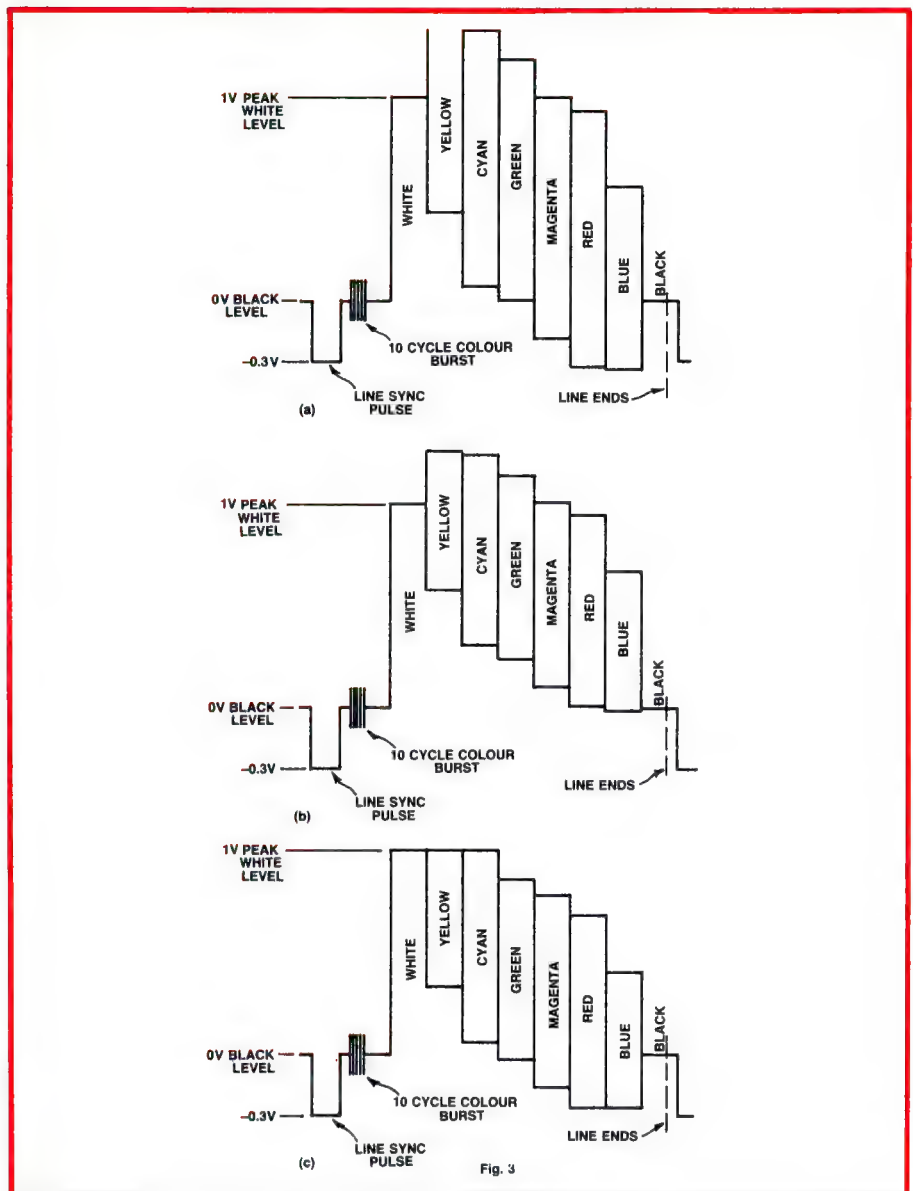 1V PEAK
WHITE
LEVEL
WHITE
YELLOW
CYAN
GREEN
MAGENTA
RED
BLUE
BLACK
0V BLACK
LEVEL
10 CYCLE COLOUR
BURST
–0.3V
LINE SYNC
PULSE
LINE ENDS
(a)
1V PEAK
WHITE
LEVEL
WHITE
YELLOW
CYAN
GREEN
MAGENTA
RED
BLUE
BLACK
0V BLACK
LEVEL
10 CYCLE COLOUR
BURST
–0.3V
LINE SYNC
PULSE
LINE ENDS
(b)
1V PEAK
WHITE
LEVEL
WHITE
YELLOW
CYAN
GREEN
MAGENTA
RED
BLUE
BLACK
0V BLACK
LEVEL
10 CYCLE COLOUR
BURST
–0.3V
LINE SYNC
PULSE
LINE ENDS
(c)
Fig. 3